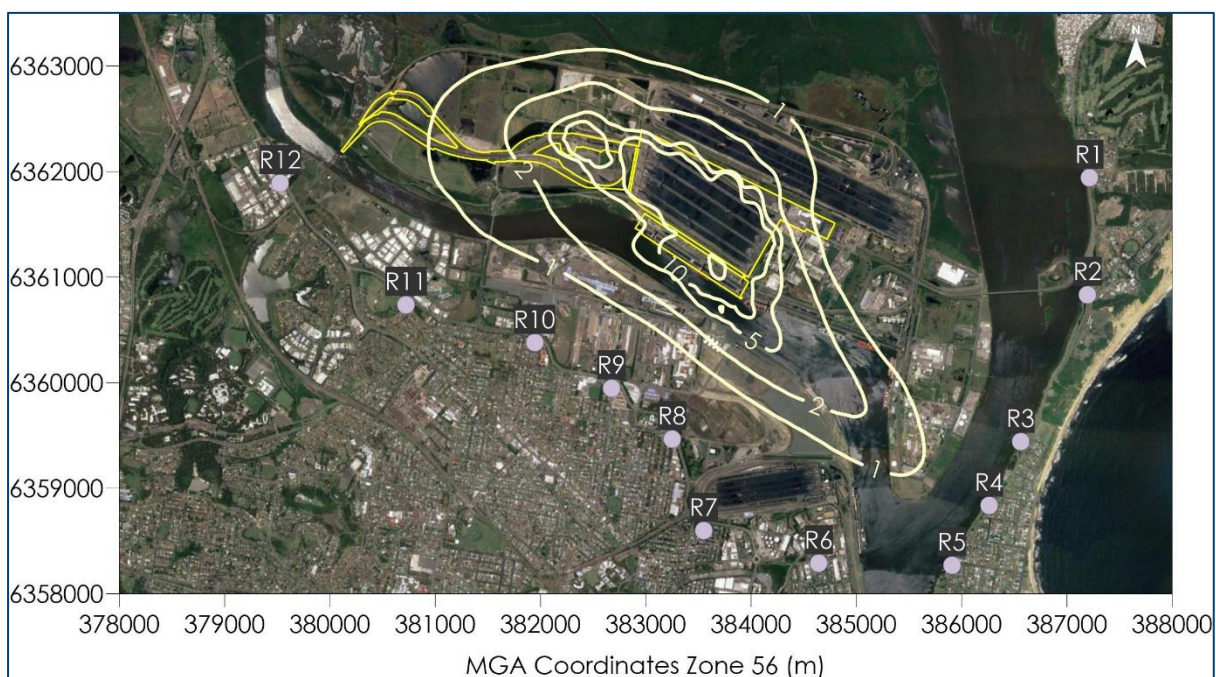 N
6363000
1
R12
R1
6362000
2
R2
6361000
1
10
R11
R10
5
R9
6360000
2
R8
R3
1
6359000
R4
R7
R6
R5
6358000
378000 379000 380000 381000 382000 383000 384000 385000 386000 387000 388000
MGA Coordinates Zone 56 (m)